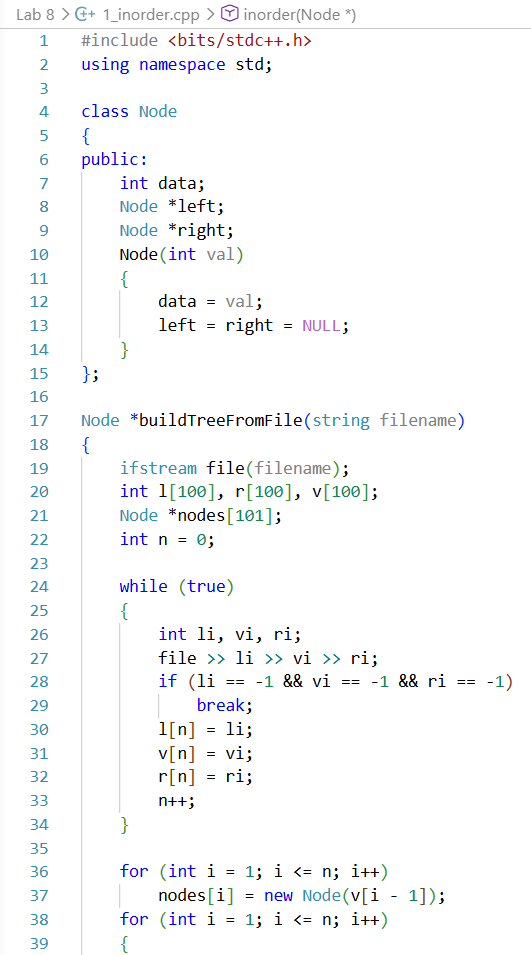 Lab 8 > C++ 1_inorder.cpp > inorder(Node *)
1 #include <bits/stdc++.h>
2 using namespace std;
3
4 class Node
5 {
6 public:
7     int data;
8     Node *left;
9     Node *right;
10     Node(int val)
11     {
12         data = val;
13         left = right = NULL;
14     }
15 };
16
17 Node *buildTreeFromFile(string filename)
18 {
19     ifstream file(filename);
20     int l[100], r[100], v[100];
21     Node *nodes[101];
22     int n = 0;
23
24     while (true)
25     {
26         int li, vi, ri;
27         file >> li >> vi >> ri;
28         if (li == -1 && vi == -1 && ri == -1)
29             break;
30         l[n] = li;
31         v[n] = vi;
32         r[n] = ri;
33         n++;
34     }
35
36     for (int i = 1; i <= n; i++)
37         nodes[i] = new Node(v[i - 1]);
38     for (int i = 1; i <= n; i++)
39     {